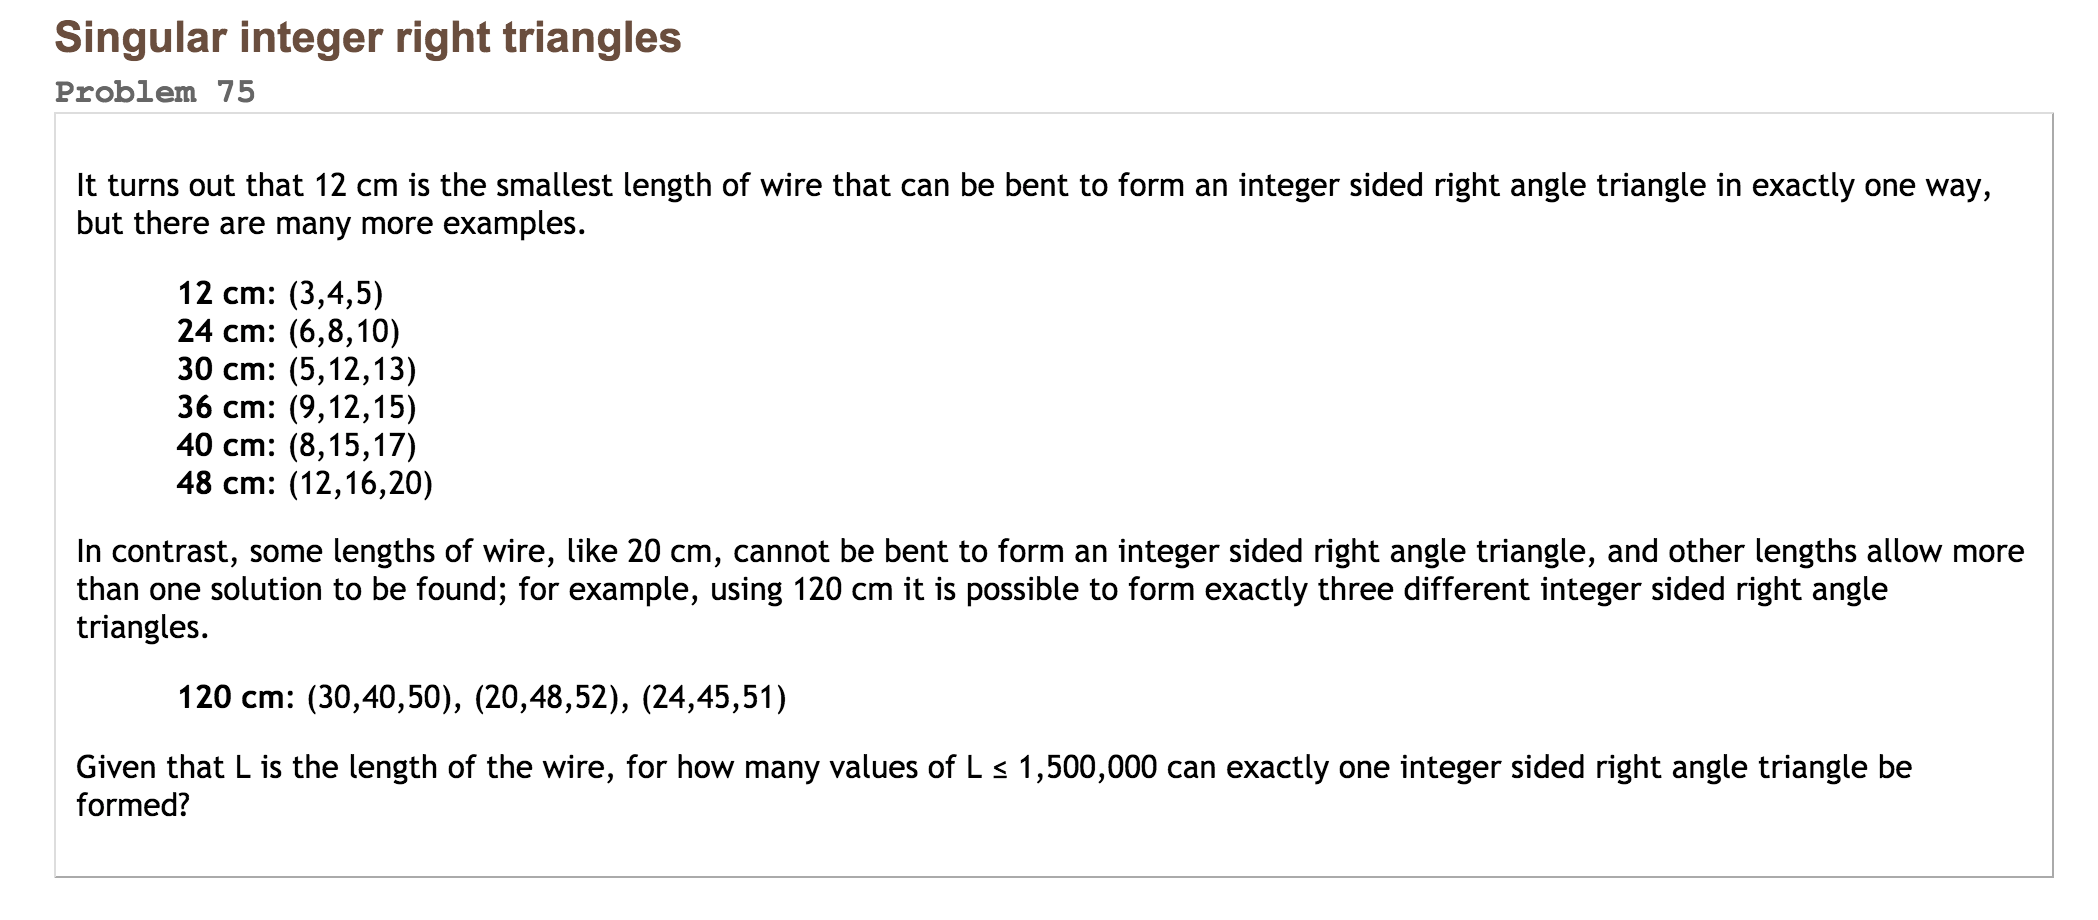 Singular integer right triangles
Problem 75
It turns out that 12 cm is the smallest length of wire that can be bent to form an integer sided right angle triangle in exactly one way,
but there are many more examples.
12 cm: (3,4,5)
24 cm: (6,8,10)
30 cm: (5,12,13)
36 cm: (9,12,15)
40 cm: (8,15,17)
48 cm: (12,16,20)
In contrast, some lengths of wire, like 20 cm, cannot be bent to form an integer sided right angle triangle, and other lengths allow more
than one solution to be found; for example, using 120 cm it is possible to form exactly three different integer sided right angle
triangles.
120 cm: (30,40,50), (20,48,52), (24,45,51)
Given that L is the length of the wire, for how many values of L ≤ 1,500,000 can exactly one integer sided right angle triangle be
formed?